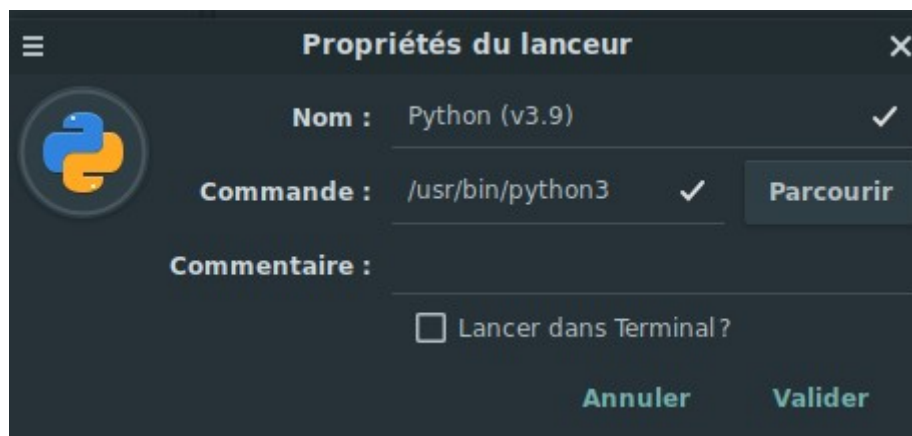 Propriétés du lanceur
Nom : Python (v3.9)
Commande : /usr/bin/python3 Parcourir
Commentaire :
Lancer dans Terminal ?
Annuler Valider